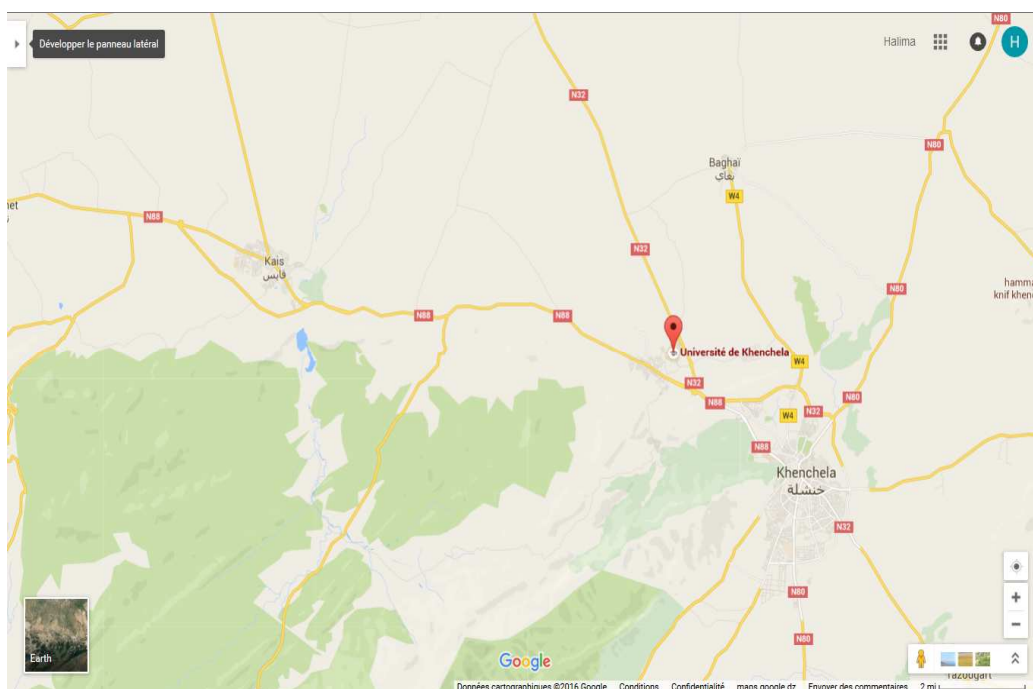 N80
Développer le panneau latéral
Halima
H
N32
N80
Baghaï
بغاي
W4
net
N88
N32
Kais
قايس
hamma
knif khen
N80
N88
N88
Université de Khenchela
W4
N32
N88
N80
W4
N32
N88
Khenchela
خنشلة
N32
N80
N80
Earth
Google
Données cartographiques ©2016 Google Conditions Confidentialité maps.google.dz Envoyer des commentaires 2 mi
Tazougart